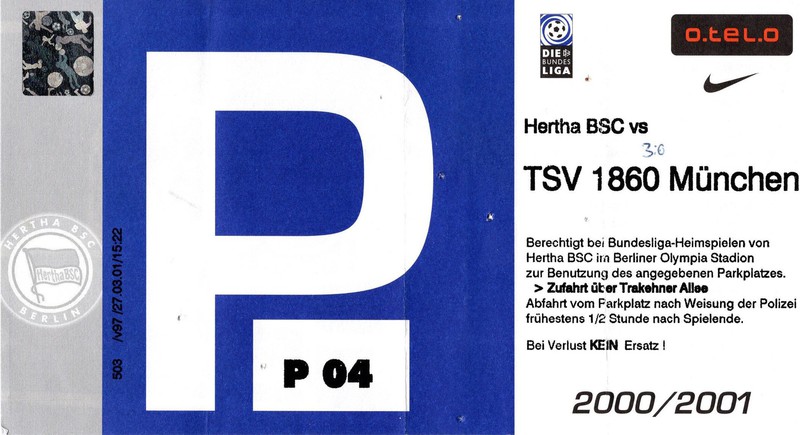 HERTHA BSC
Hertha BSC
BERLIN
503 /v97 /27.03.01/15:22
P
P 04
DIE
BUNDES
LIGA
o.tel.o
Hertha BSC vs
3:0
TSV 1860 München
Berechtigt bei Bundesliga-Heimspielen von
Hertha BSC im Berliner Olympia Stadion
zur Benutzung des angegebenen Parkplatzes.
> Zufahrt über Trakehner Allee
Abfahrt vom Parkplatz nach Weisung der Polizei
frühestens 1/2 Stunde nach Spielende.
Bei Verlust KEIN Ersatz !
2000/2001